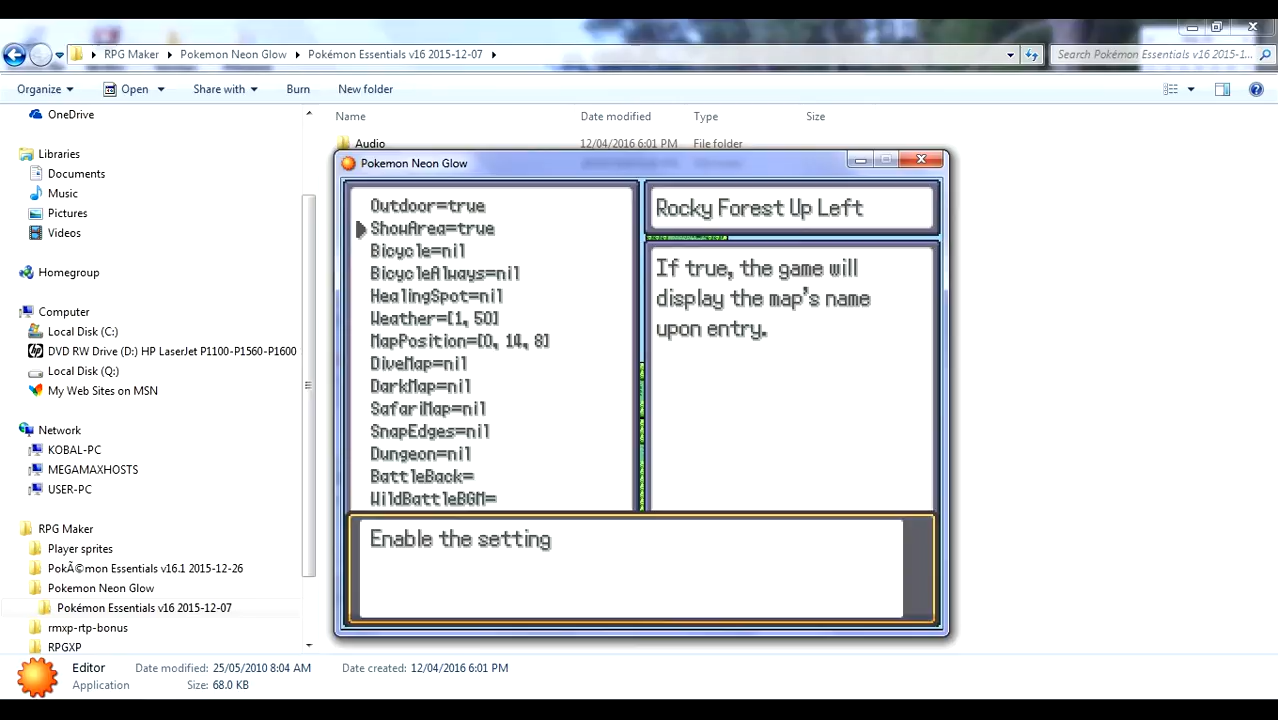 RPG Maker Pokemon Neon Glow Pokémon Essentials v16 2015-12-07
Search Pokémon Essentials v16 2015-1...
Organize Open Share with Burn New folder
Name Date modified Type Size
Audio 12/04/2016 6:01 PM File folder
OneDrive
Libraries
Documents
Music
Pictures
Videos
Homegroup
Computer
Local Disk (C:)
DVD RW Drive (D:) HP LaserJet P1100-P1560-P1600
Local Disk (Q:)
My Web Sites on MSN
Network
KOBAL-PC
MEGAMAXHOSTS
USER-PC
RPG Maker
Player sprites
PokÃ©mon Essentials v16.1 2015-12-26
Pokemon Neon Glow
Pokémon Essentials v16 2015-12-07
rmxp-rtp-bonus
RPGXP
Pokemon Neon Glow
Outdoor=true
ShowArea=true
Bicycle=nil
BicycleAlways=nil
HealingSpot=nil
Weather=[1, 50]
MapPosition=[0, 14, 8]
DiveMap=nil
DarkMap=nil
SafariMap=nil
SnapEdges=nil
Dungeon=nil
BattleBack=
WildBattleBGM=
Rocky Forest Up Left
If true, the game will
display the map's name
upon entry.
Enable the setting
Editor Date modified: 25/05/2010 8:04 AM Date created: 12/04/2016 6:01 PM
Application Size: 68.0 KB